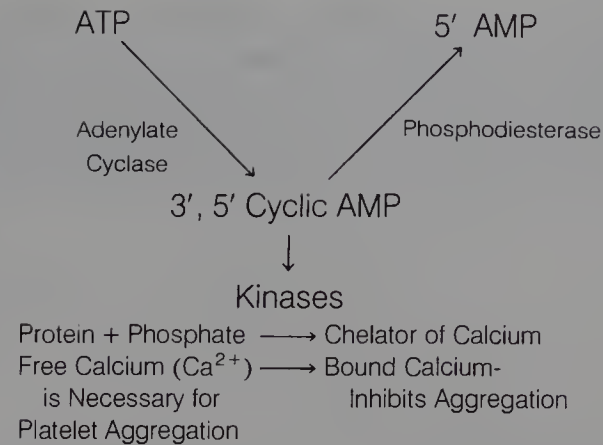 ATP 5′ AMP
Adenylate Phosphodiesterase
Cyclase
3′, 5′ Cyclic AMP
↓
Kinases
Protein + Phosphate ⟶ Chelator of Calcium
Free Calcium (Ca²⁺) ⟶ Bound Calcium-
is Necessary for Inhibits Aggregation
Platelet Aggregation